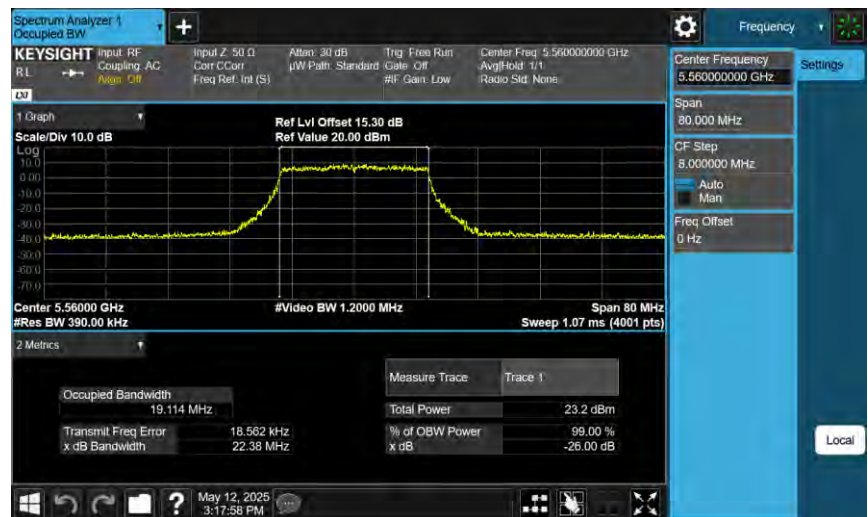 Spectrum Analyzer 1
Occupied BW
Frequency
KEYSIGHT
RL
LXI
Input: RF
Coupling: AC
Align: Off
Input Z: 50 Ω
Corr CCorr
Freq Ref: Int (S)
Atten: 30 dB
µW Path: Standard
Trig: Free Run
Gate: Off
#IF Gain: Low
Center Freq: 5.560000000 GHz
Avg|Hold: 1/1
Radio Std: None
Center Frequency
5.560000000 GHz
Settings
Span
80.000 MHz
CF Step
8.000000 MHz
Auto
Man
Freq Offset
0 Hz
Local
1 Graph
Scale/Div 10.0 dB
Ref Lvl Offset 15.30 dB
Ref Value 20.00 dBm
Log
10.0
0.00
-10.0
-20.0
-30.0
-40.0
-50.0
-60.0
-70.0
Center 5.56000 GHz
#Video BW 1.2000 MHz
Span 80 MHz
#Res BW 390.00 kHz
Sweep 1.07 ms (4001 pts)
2 Metrics
Measure Trace Trace 1
Occupied Bandwidth
19.114 MHz
Total Power 23.2 dBm
Transmit Freq Error 18.562 kHz
% of OBW Power 99.00 %
x dB Bandwidth 22.38 MHz
x dB -26.00 dB
?
May 12, 2025
3:17:58 PM